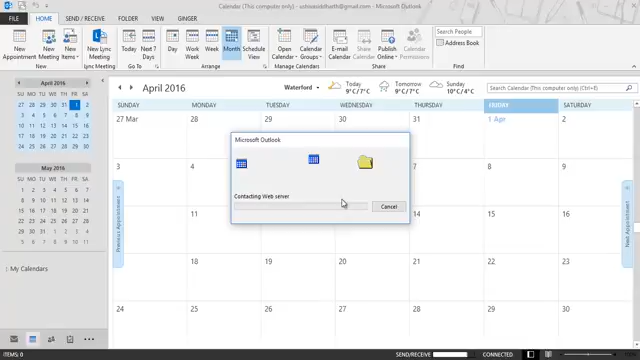 Calendar (This computer only) - ushnasiddharth@gmail.com - Microsoft Outlook
FILE HOME SEND / RECEIVE FOLDER VIEW GINGER
New Appointment
New Meeting
New Items
New Lync Meeting
Today
Next 7 Days
Day
Work Week
Week
Month
Schedule View
Open Calendar
Calendar Groups
E-mail Calendar
Publish Online
Calendar Permissions
Search People
Address Book
New
Lync Meeting
Go To
Arrange
Manage Calendars
Share
Find
April 2016
SU MO TU WE TH FR SA
27 28 29 30 31 1 2
3 4 5 6 7 8 9
10 11 12 13 14 15 16
17 18 19 20 21 22 23
24 25 26 27 28 29 30
May 2016
SU MO TU WE TH FR SA
1 2 3 4 5 6 7
8 9 10 11 12 13 14
15 16 17 18 19 20 21
22 23 24 25 26 27 28
29 30 31 1 2 3 4
5 6 7 8 9 10 11
My Calendars
April 2016
Waterford
Today
9°C/7°C
Tomorrow
9°C/7°C
Sunday
10°C/4°C
Search Calendar (This computer only) (Ctrl+E)
SUNDAY MONDAY TUESDAY WEDNESDAY THURSDAY FRIDAY SATURDAY
27 Mar 28 29 30 31 1 Apr 2
3 4 9
11 14 15 16
17 18 21 22 23
24 25 26 27 28 29 30
Previous Appointment
Next Appointment
Microsoft Outlook
Contacting Web server
Cancel
ITEMS: 0
SEND/RECEIVE
CONNECTED